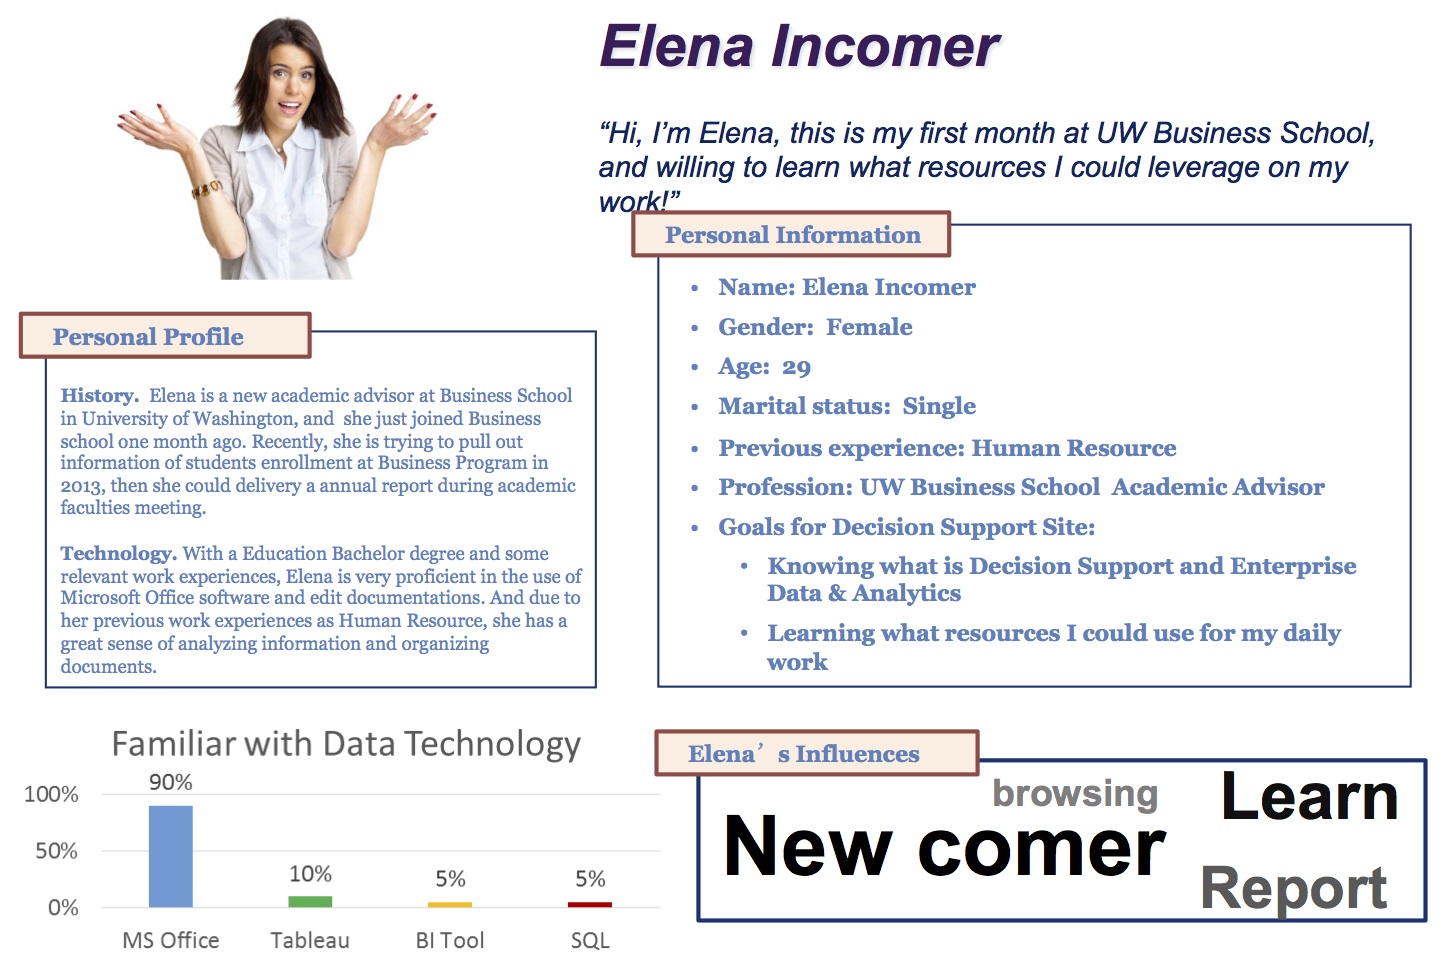 Elena Incomer
“Hi, I’m Elena, this is my first month at UW Business School,
and willing to learn what resources I could leverage on my
work!”
Personal Information
• Name: Elena Incomer
• Gender:  Female
• Age:  29
• Marital status:  Single
• Previous experience: Human Resource
• Profession: UW Business School  Academic Advisor
• Goals for Decision Support Site:
• Knowing what is Decision Support and Enterprise
Data & Analytics
• Learning what resources I could use for my daily
work
Personal Profile
History.  Elena is a new academic advisor at Business School
in University of Washington, and  she just joined Business
school one month ago. Recently, she is trying to pull out
information of students enrollment at Business Program in
2013, then she could delivery a annual report during academic
faculties meeting.
Technology. With a Education Bachelor degree and some
relevant work experiences, Elena is very proficient in the use of
Microsoft Office software and edit documentations. And due to
her previous work experiences as Human Resource, she has a
great sense of analyzing information and organizing
documents.
Familiar with Data Technology
100%
50%
0%
90%
10%
5%
5%
MS Office
Tableau
BI Tool
SQL
Elena’s Influences
browsing
Learn
New comer
Report